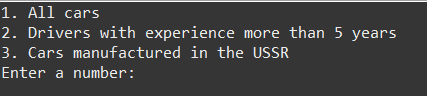 1. All cars
2. Drivers with experience more than 5 years
3. Cars manufactured in the USSR
Enter a number: